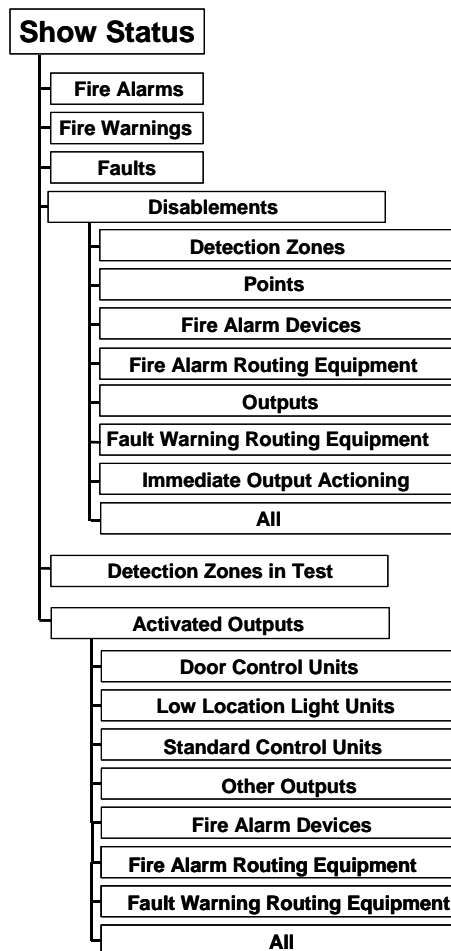 Show Status
Fire Alarms
Fire Warnings
Faults
Disablements
Detection Zones
Points
Fire Alarm Devices
Fire Alarm Routing Equipment
Outputs
Fault Warning Routing Equipment
Immediate Output Actioning
All
Detection Zones in Test
Activated Outputs
Door Control Units
Low Location Light Units
Standard Control Units
Other Outputs
Fire Alarm Devices
Fire Alarm Routing Equipment
Fault Warning Routing Equipment
All